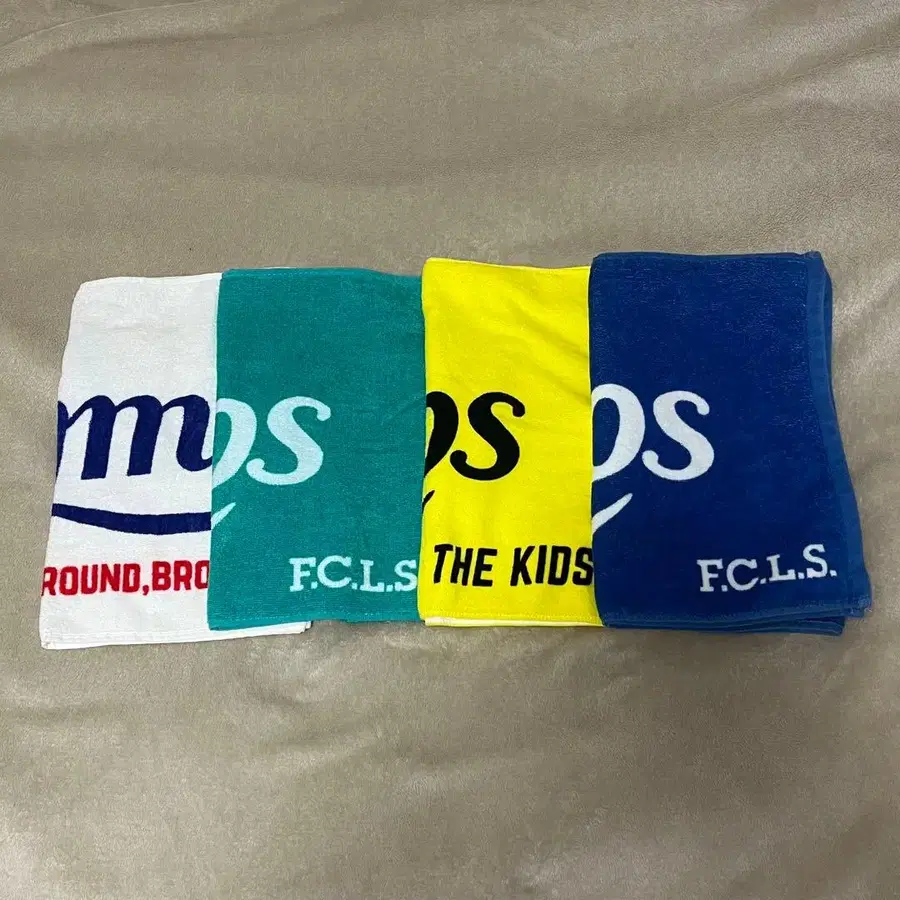 mm
ROUND,BRO
os
F.C.L.S
os
THE KIDS
os
F.C.L.S.